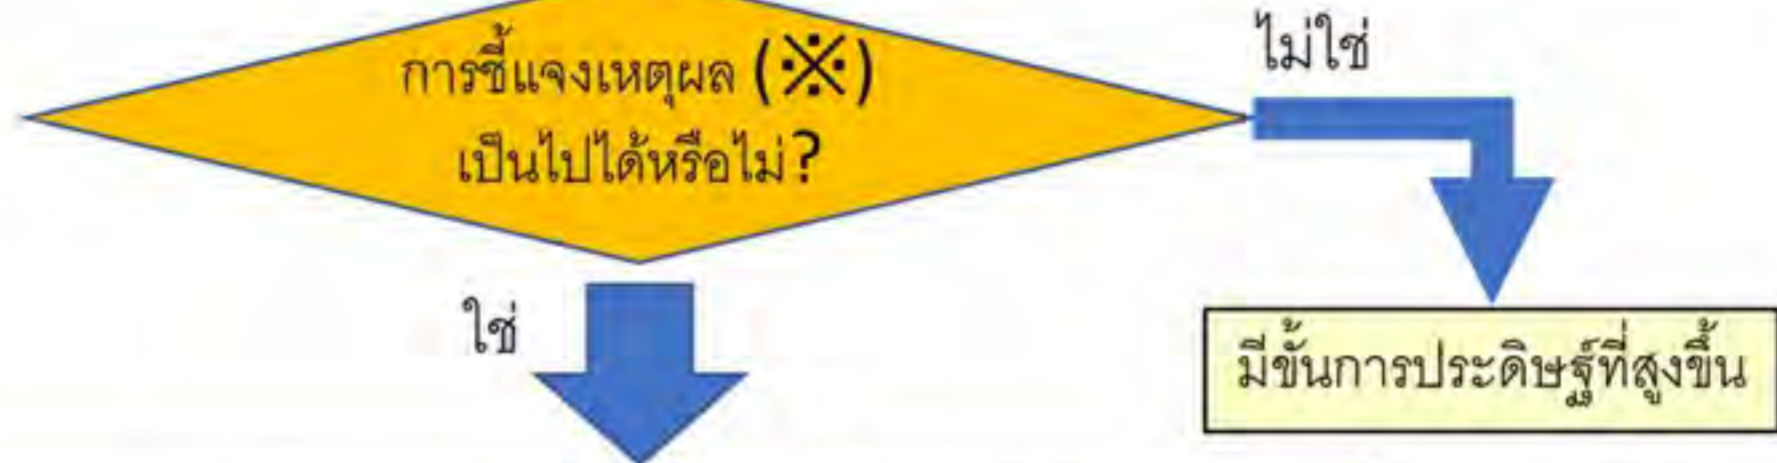 การชี้แจงเหตุผล (※)
เป็นไปได้หรือไม่?
ไม่ใช่
ใช่
มีขั้นการประดิษฐ์ที่สูงขึ้น